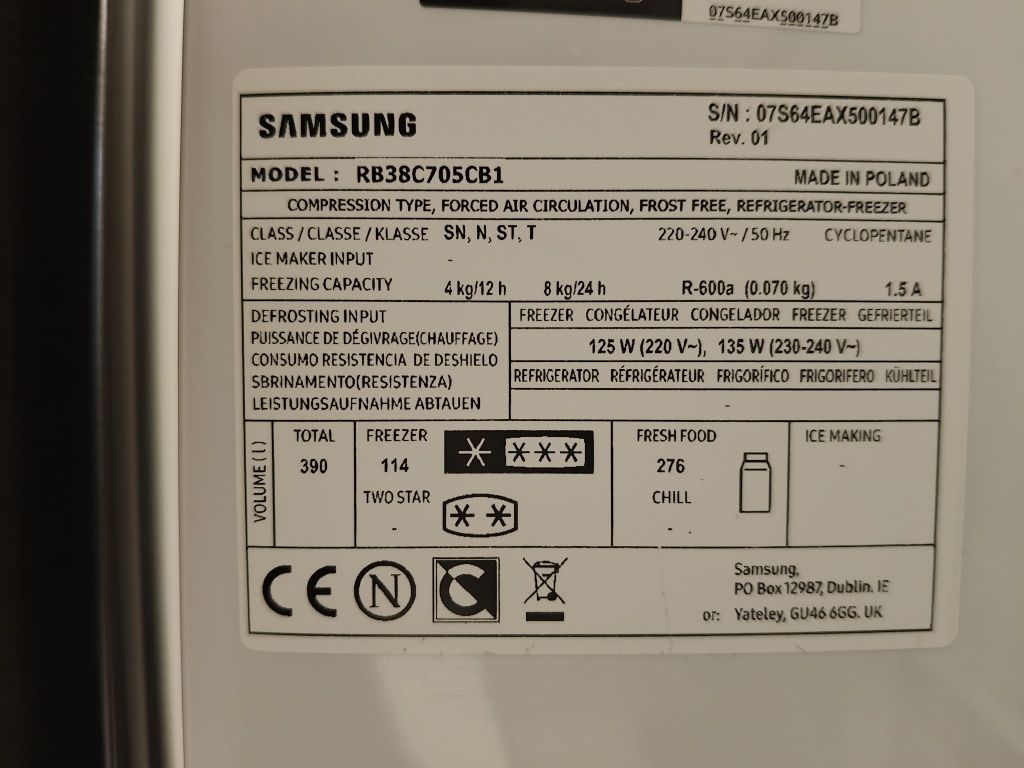 07S64EAX500147B
SAMSUNG
S/N : 07S64EAX500147B
Rev. 01
MODEL : RB38C705CB1
MADE IN POLAND
COMPRESSION TYPE, FORCED AIR CIRCULATION, FROST FREE, REFRIGERATOR-FREEZER
CLASS / CLASSE / KLASSE SN, N, ST, T 220-240 V~ / 50 Hz CYCLOPENTANE
ICE MAKER INPUT -
FREEZING CAPACITY 4 kg/12 h 8 kg/24 h R-600a (0.070 kg) 1.5 A
DEFROSTING INPUT
PUISSANCE DE DÉGIVRAGE(CHAUFFAGE)
CONSUMO RESISTENCIA DE DESHIELO
SBRINAMENTO(RESISTENZA)
LEISTUNGSAUFNAHME ABTAUEN
FREEZER CONGÉLATEUR CONGELADOR FREEZER GEFRIERTEIL
125 W (220 V~), 135 W (230-240 V~)
REFRIGERATOR RÉFRIGÉRATEUR FRIGORÍFICO FRIGORIFERO KÜHLTEIL
-
VOLUME ( l )
TOTAL
390
FREEZER
114
TWO STAR
-
FRESH FOOD
276
CHILL
-
ICE MAKING
-
CE N
Samsung,
PO Box 12987, Dublin. IE
or: Yateley, GU46 6GG. UK